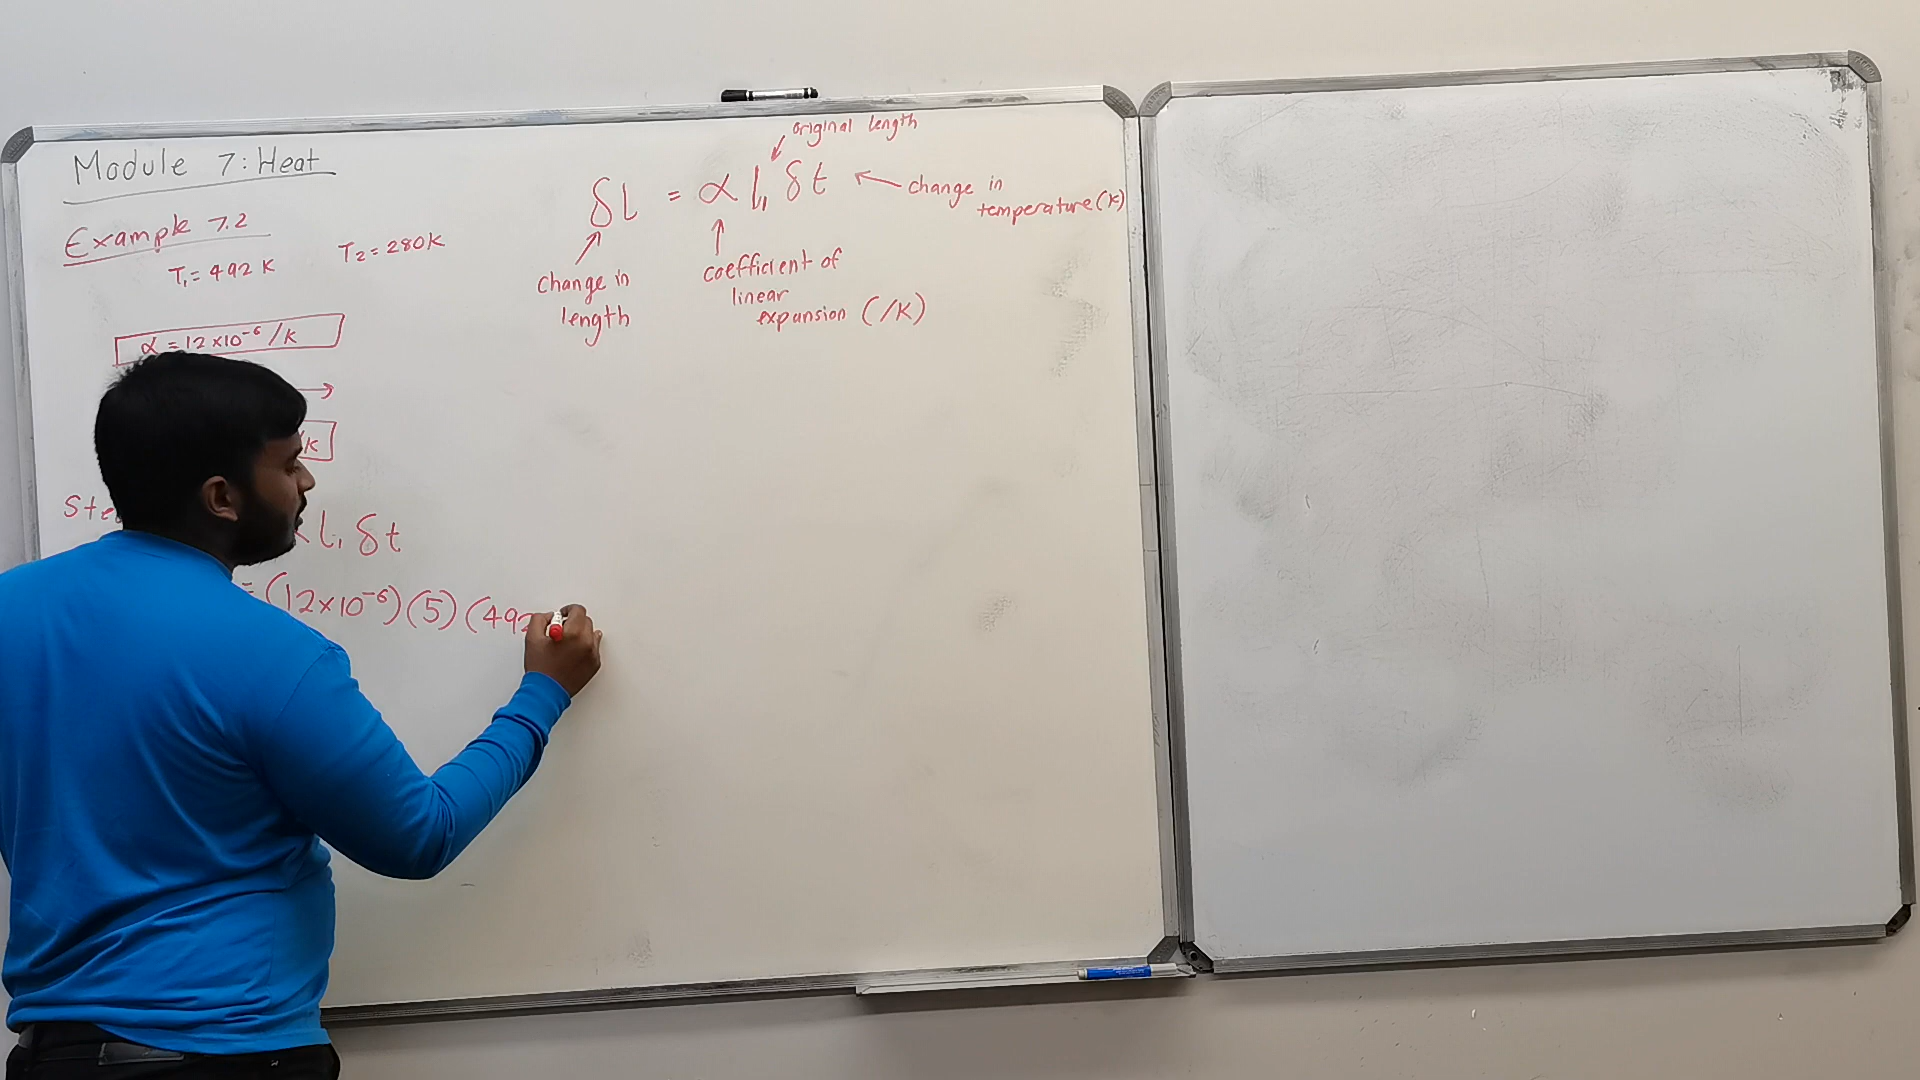 Module 7: Heat
Example 7.2
T₁ = 492 K
T₂ = 280K
α = 12×10⁻⁶ /K
/K
l₁ δt
= (12×10⁻⁶)(5)(492
original length
δl = α l₁ δt
change in
temperature (K)
change in
length
coefficient of
linear
expansion (/K)